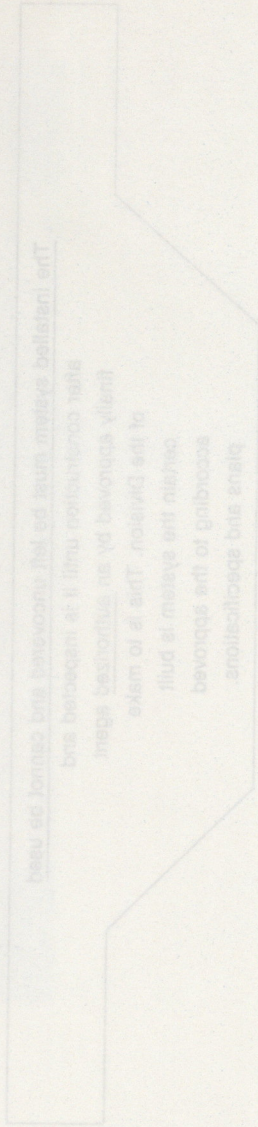 The installed system must be left uncovered and cannot be used
after construction until it is inspected and
finally approved by as authorized agent
of the Division. This is to make
certain the system is built
according to the approved
plans and specifications.